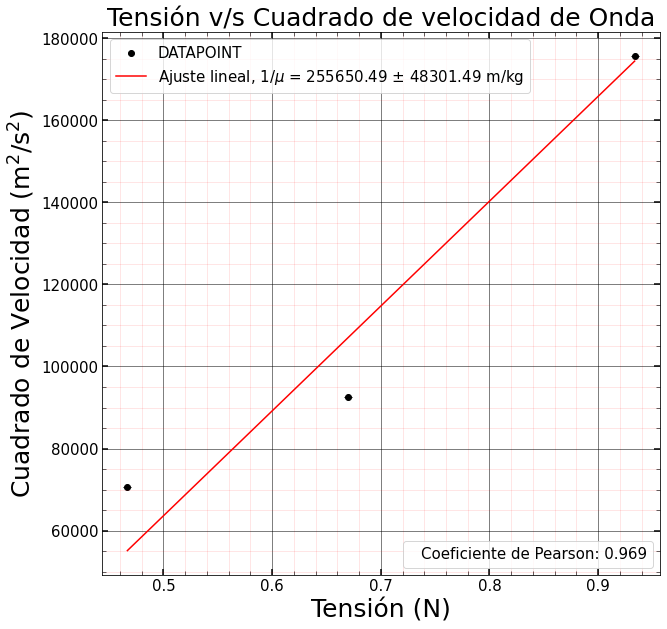 Tensión v/s Cuadrado de velocidad de Onda
DATAPOINT
Ajuste lineal, 1/μ = 255650.49 ± 48301.49 m/kg
Cuadrado de Velocidad (m²/s²)
180000
160000
140000
120000
100000
80000
60000
Coeficiente de Pearson: 0.969
0.5 0.6 0.7 0.8 0.9
Tensión (N)